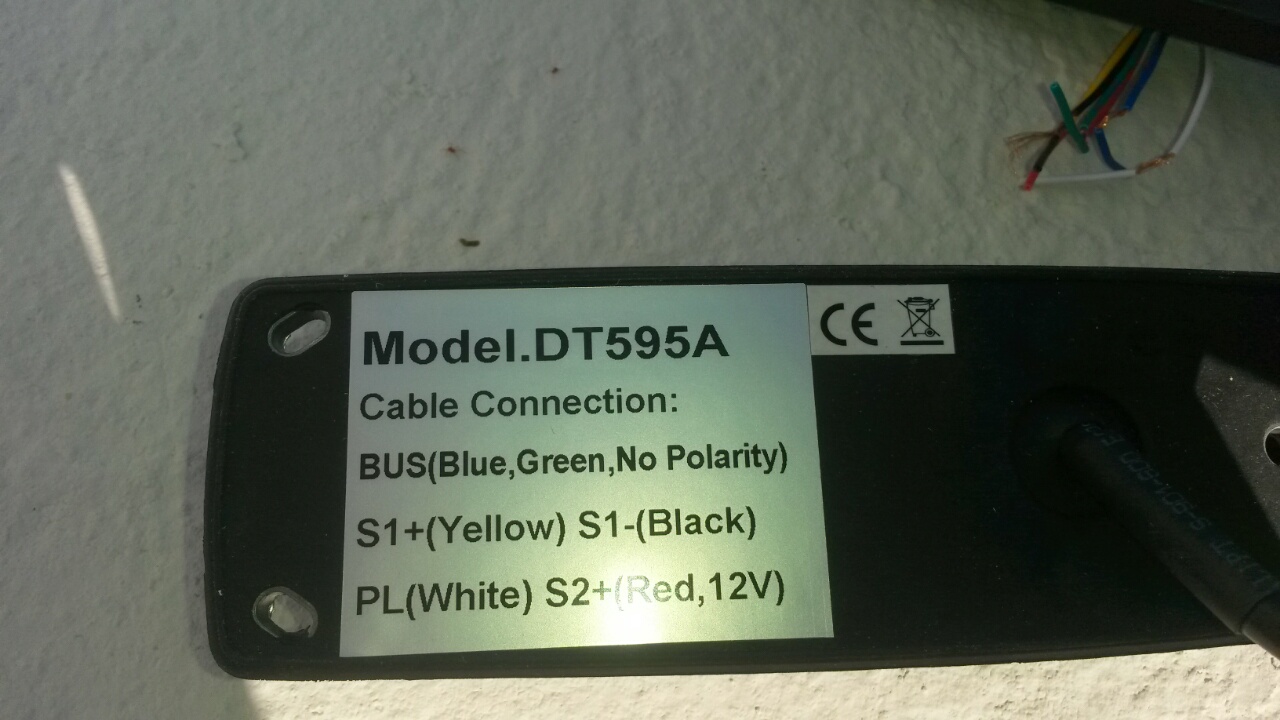 Model.DT595A
CE
Cable Connection:
BUS(Blue,Green,No Polarity)
S1+(Yellow) S1-(Black)
PL(White) S2+(Red,12V)